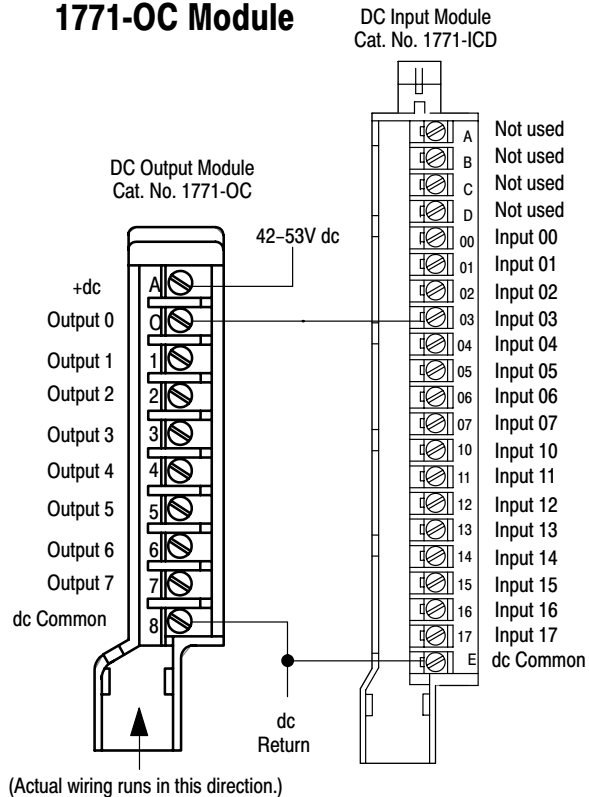 1771-OC Module
DC Input Module
Cat. No. 1771-ICD
DC Output Module
Cat. No. 1771-OC
42–53V dc
+dc
Output 0
Output 1
Output 2
Output 3
Output 4
Output 5
Output 6
Output 7
dc Common
A
O
1
2
3
4
5
6
7
8
A Not used
B Not used
C Not used
D Not used
00 Input 00
01 Input 01
02 Input 02
03 Input 03
04 Input 04
05 Input 05
06 Input 06
07 Input 07
10 Input 10
11 Input 11
12 Input 12
13 Input 13
14 Input 14
15 Input 15
16 Input 16
17 Input 17
E dc Common
dc
Return
(Actual wiring runs in this direction.)